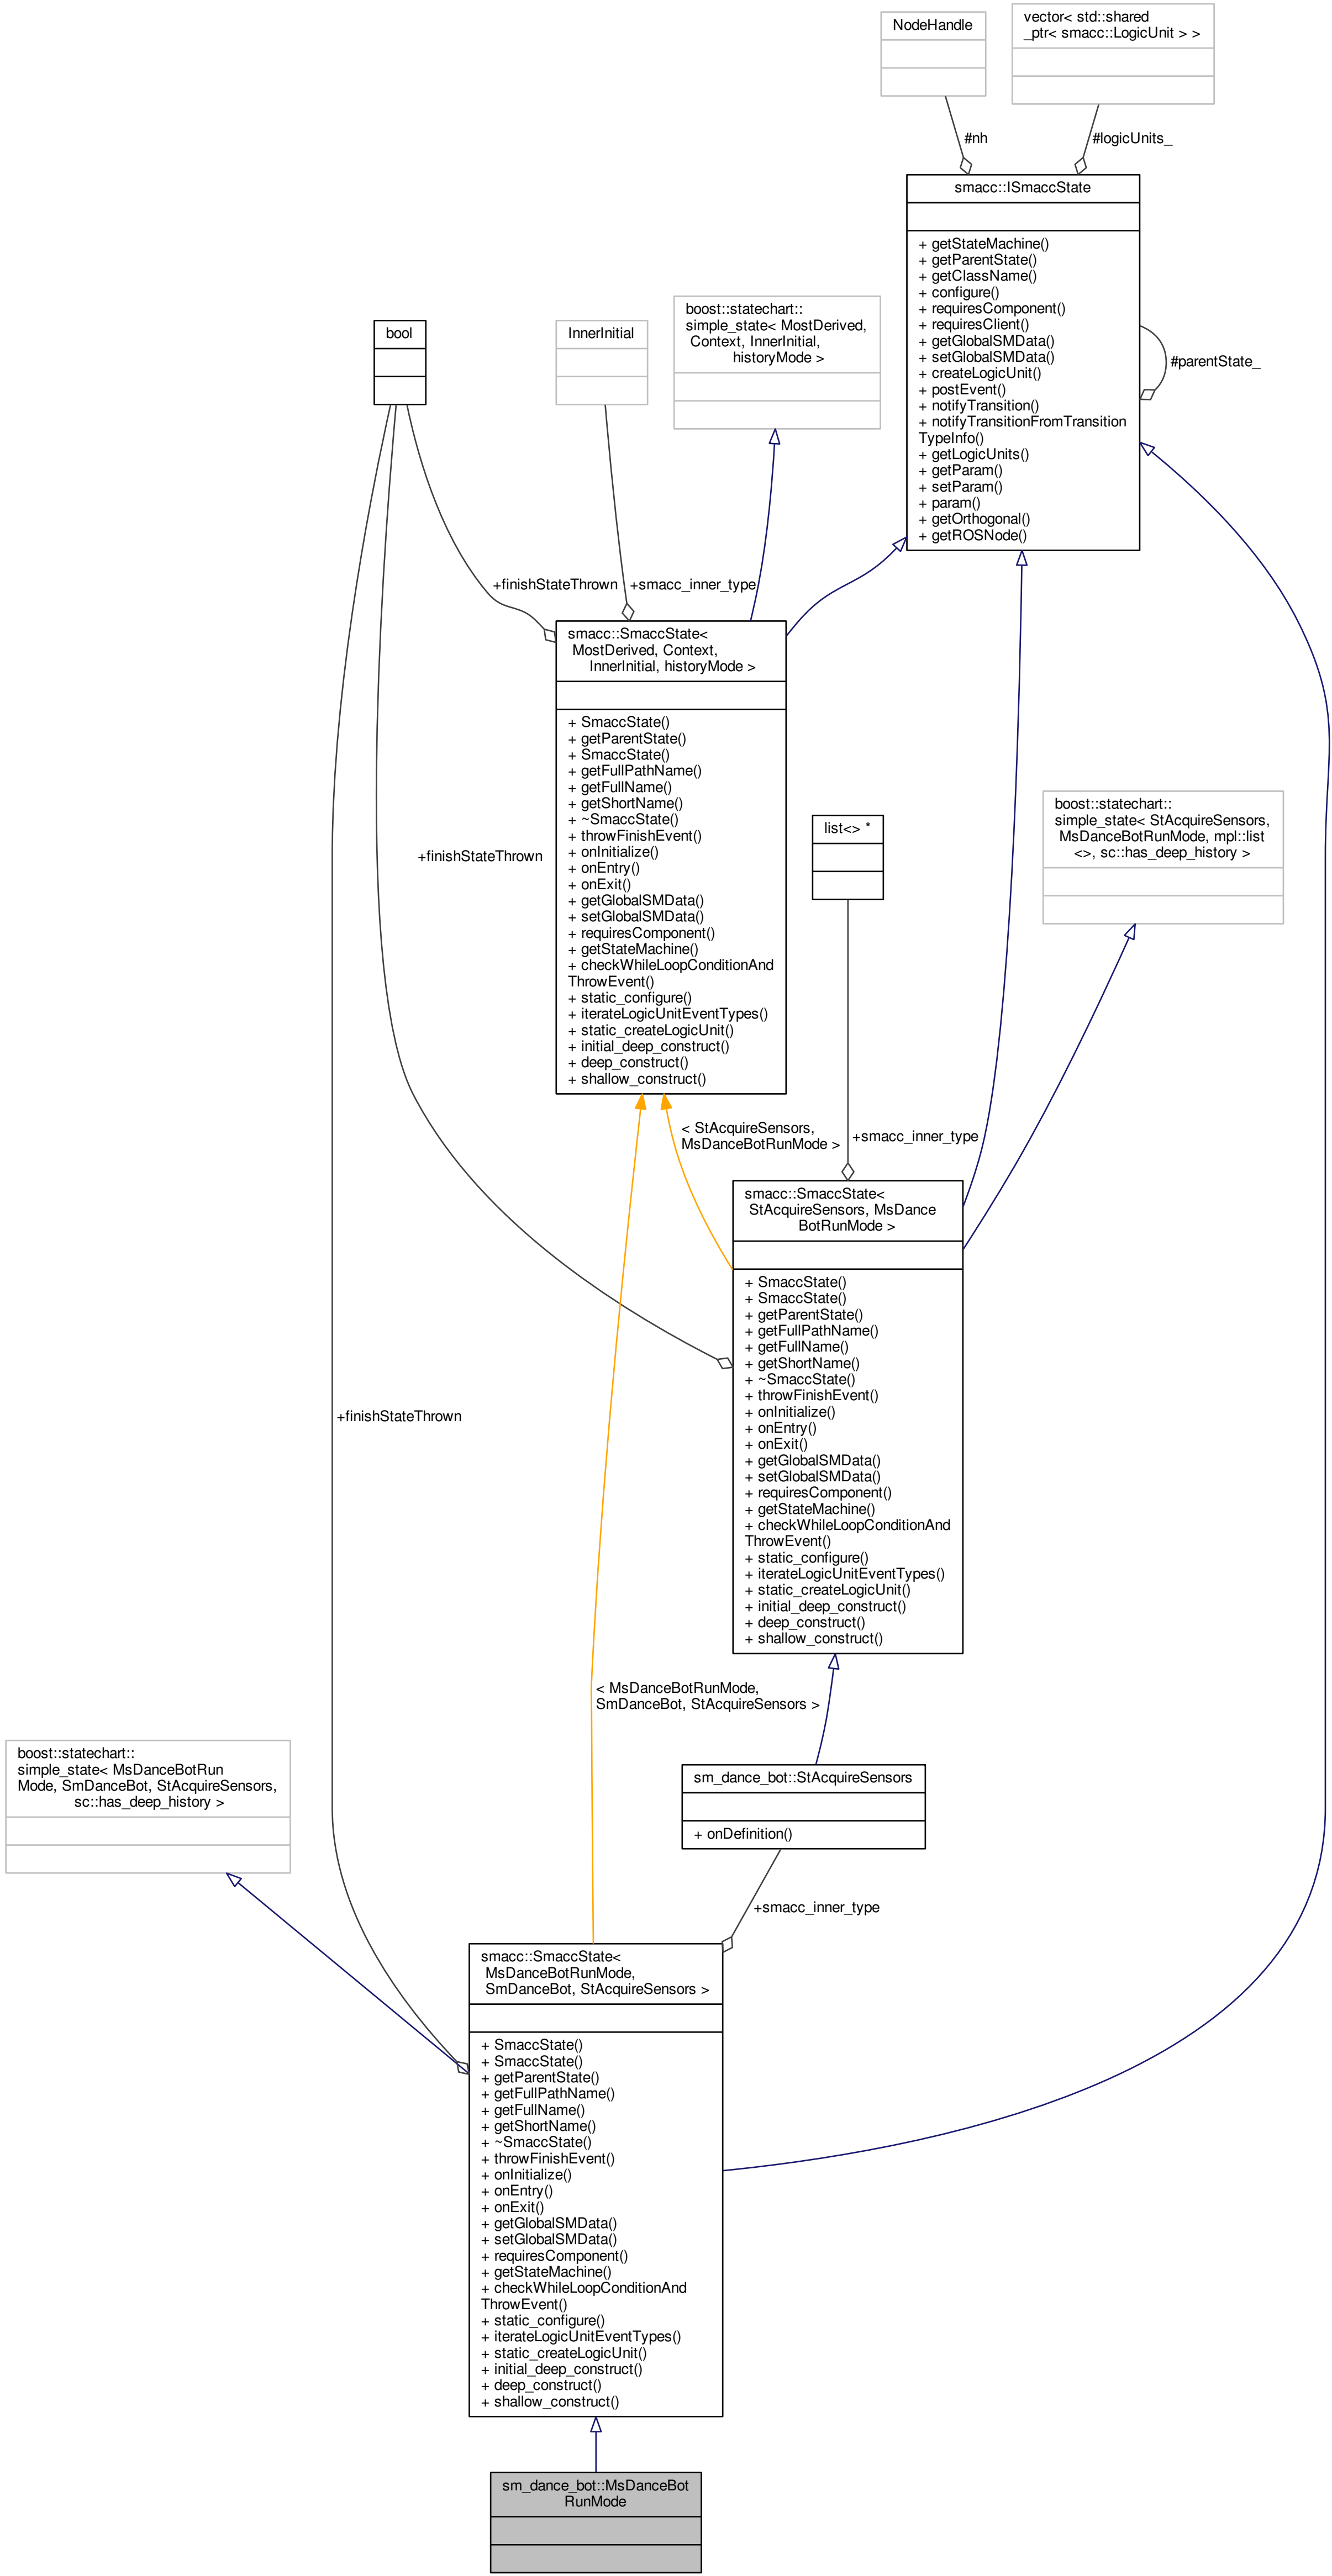 NodeHandle
vector< std::shared
_ptr< smacc::LogicUnit > >
#nh
#logicUnits_
smacc::ISmaccState
+ getStateMachine()
+ getParentState()
+ getClassName()
+ configure()
+ requiresComponent()
+ requiresClient()
+ getGlobalSMData()
+ setGlobalSMData()
+ createLogicUnit()
+ postEvent()
+ notifyTransition()
+ notifyTransitionFromTransition
TypeInfo()
+ getLogicUnits()
+ getParam()
+ setParam()
+ param()
+ getOrthogonal()
+ getROSNode()
#parentState_
bool
InnerInitial
boost::statechart::
simple_state< MostDerived,
Context, InnerInitial,
historyMode >
+finishStateThrown
+smacc_inner_type
smacc::SmaccState<
MostDerived, Context,
InnerInitial, historyMode >
+ SmaccState()
+ getParentState()
+ SmaccState()
+ getFullPathName()
+ getFullName()
+ getShortName()
+ ~SmaccState()
+ throwFinishEvent()
+ onInitialize()
+ onEntry()
+ onExit()
+ getGlobalSMData()
+ setGlobalSMData()
+ requiresComponent()
+ getStateMachine()
+ checkWhileLoopConditionAnd
ThrowEvent()
+ static_configure()
+ iterateLogicUnitEventTypes()
+ static_createLogicUnit()
+ initial_deep_construct()
+ deep_construct()
+ shallow_construct()
+finishStateThrown
list<> *
boost::statechart::
simple_state< StAcquireSensors,
MsDanceBotRunMode, mpl::list
<>, sc::has_deep_history >
< StAcquireSensors,
MsDanceBotRunMode >
+smacc_inner_type
smacc::SmaccState<
StAcquireSensors, MsDance
BotRunMode >
+ SmaccState()
+ SmaccState()
+ getParentState()
+ getFullPathName()
+ getFullName()
+ getShortName()
+ ~SmaccState()
+ throwFinishEvent()
+ onInitialize()
+ onEntry()
+ onExit()
+ getGlobalSMData()
+ setGlobalSMData()
+ requiresComponent()
+ getStateMachine()
+ checkWhileLoopConditionAnd
ThrowEvent()
+ static_configure()
+ iterateLogicUnitEventTypes()
+ static_createLogicUnit()
+ initial_deep_construct()
+ deep_construct()
+ shallow_construct()
+finishStateThrown
< MsDanceBotRunMode,
SmDanceBot, StAcquireSensors >
boost::statechart::
simple_state< MsDanceBotRun
Mode, SmDanceBot, StAcquireSensors,
sc::has_deep_history >
sm_dance_bot::StAcquireSensors
+ onDefinition()
+smacc_inner_type
smacc::SmaccState<
MsDanceBotRunMode,
SmDanceBot, StAcquireSensors >
+ SmaccState()
+ SmaccState()
+ getParentState()
+ getFullPathName()
+ getFullName()
+ getShortName()
+ ~SmaccState()
+ throwFinishEvent()
+ onInitialize()
+ onEntry()
+ onExit()
+ getGlobalSMData()
+ setGlobalSMData()
+ requiresComponent()
+ getStateMachine()
+ checkWhileLoopConditionAnd
ThrowEvent()
+ static_configure()
+ iterateLogicUnitEventTypes()
+ static_createLogicUnit()
+ initial_deep_construct()
+ deep_construct()
+ shallow_construct()
sm_dance_bot::MsDanceBot
RunMode